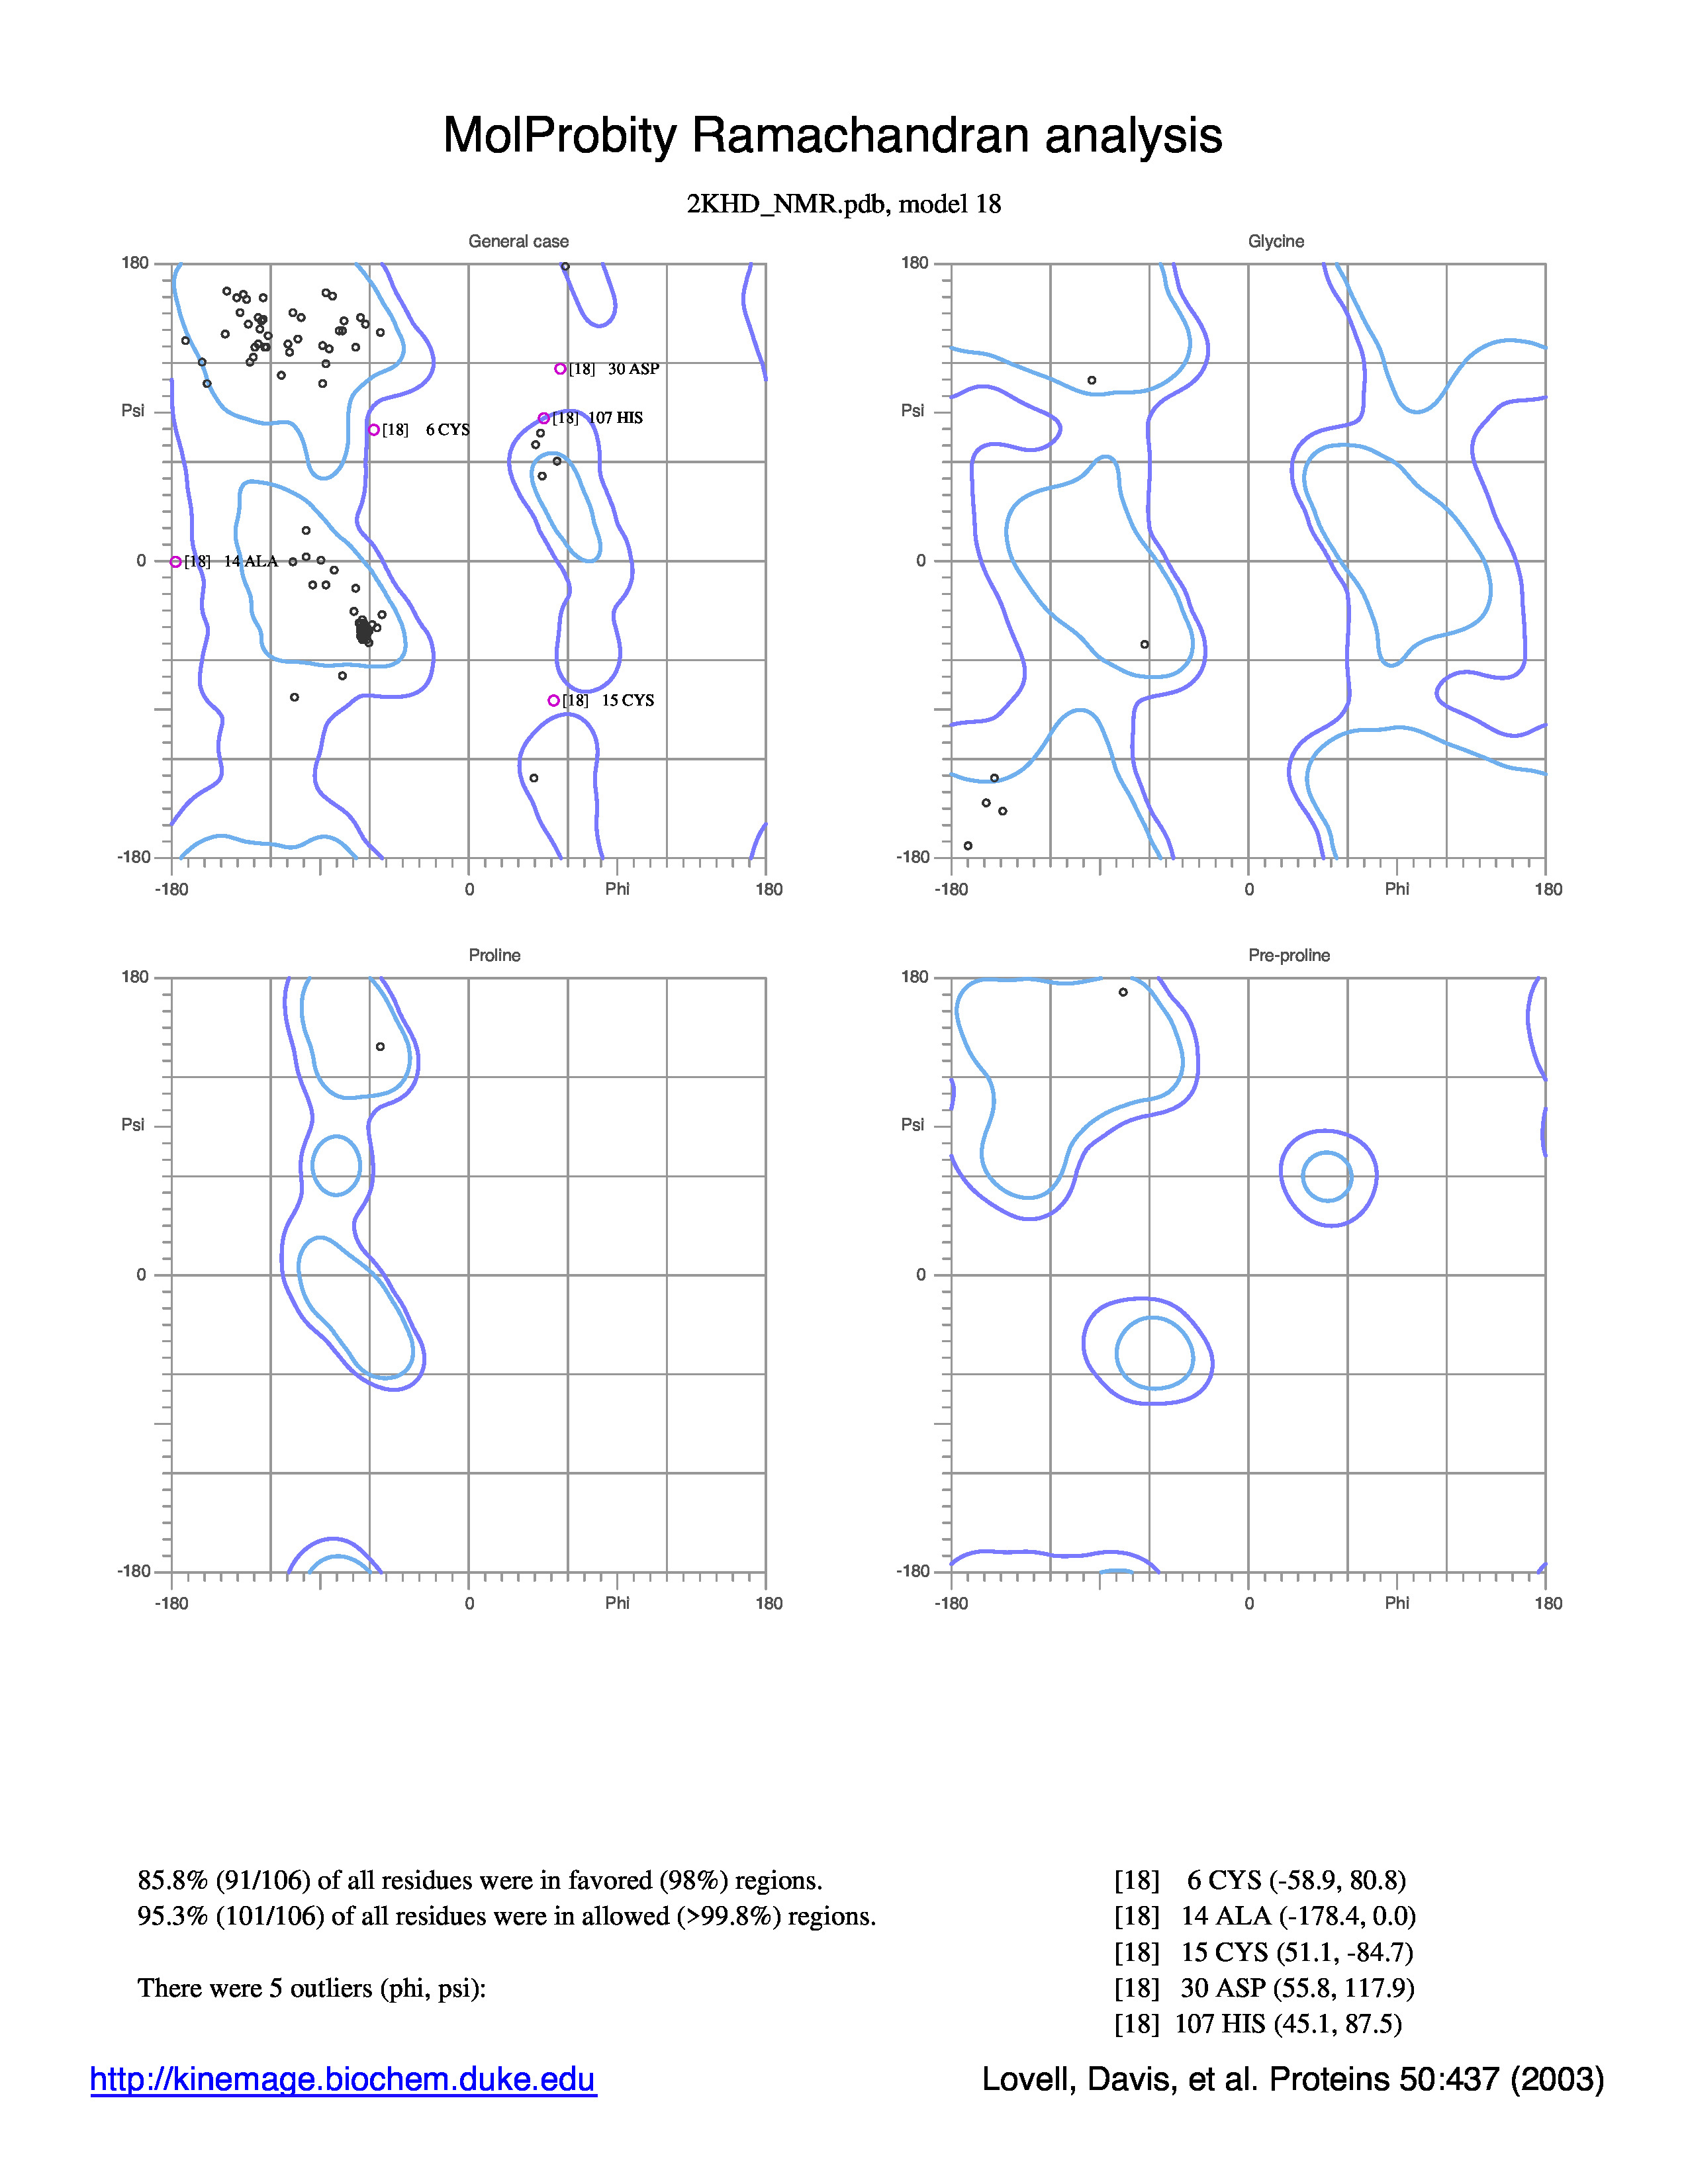 MolProbity Ramachandran analysis
2KHD_NMR.pdb, model 18
General case
180
Psi
0
-180
-180
0
Phi
180
[18] 30 ASP
[18] 107 HIS
[18] 6 CYS
[18] 14 ALA
[18] 15 CYS
Glycine
180
Psi
0
-180
-180
0
Phi
180
Proline
180
Psi
0
-180
-180
0
Phi
180
Pre-proline
180
Psi
0
-180
-180
0
Phi
180
85.8% (91/106) of all residues were in favored (98%) regions.
95.3% (101/106) of all residues were in allowed (>99.8%) regions.
There were 5 outliers (phi, psi):
[18] 6 CYS (-58.9, 80.8)
[18] 14 ALA (-178.4, 0.0)
[18] 15 CYS (51.1, -84.7)
[18] 30 ASP (55.8, 117.9)
[18] 107 HIS (45.1, 87.5)
http://kinemage.biochem.duke.edu
Lovell, Davis, et al. Proteins 50:437 (2003)